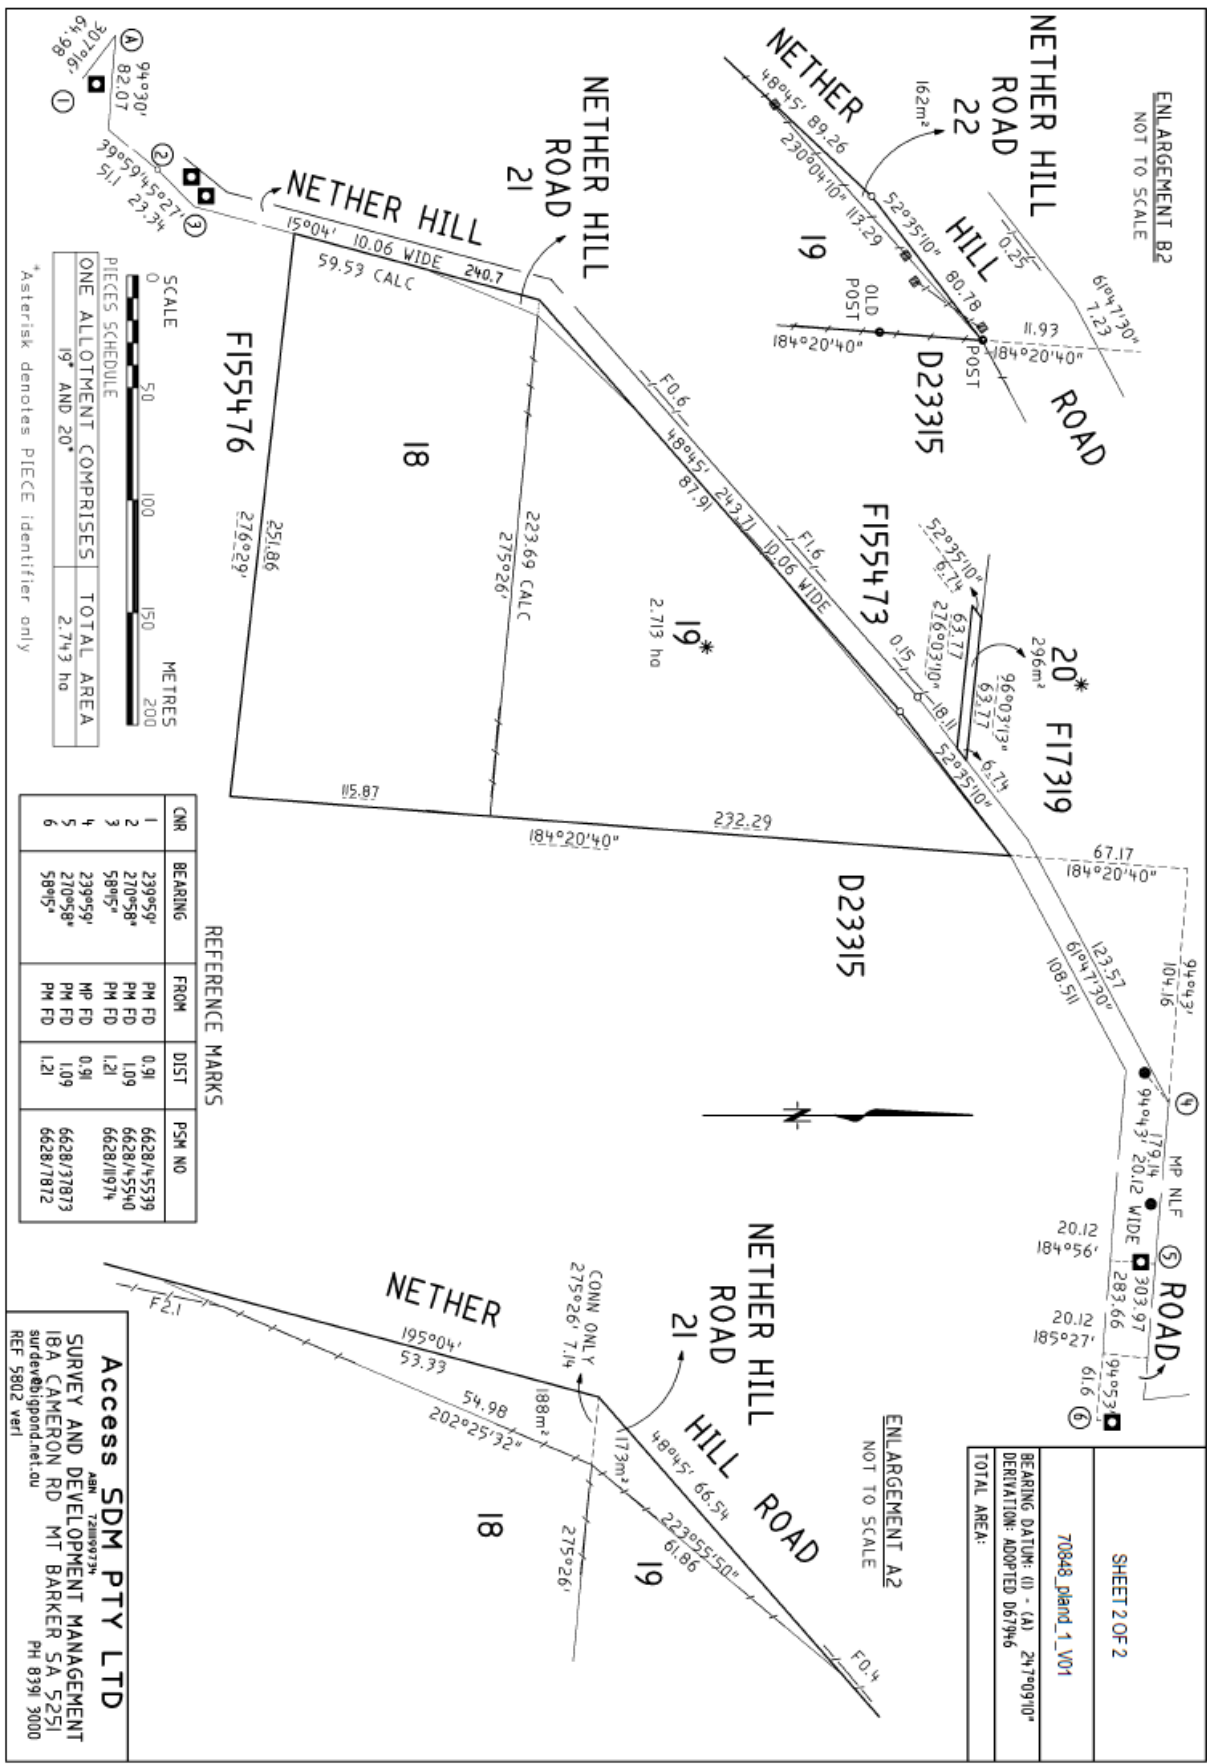 ENLARGEMENT B2
NOT TO SCALE
NETHER HILL
ROAD
22
162m²
NETHER
HILL
ROAD
48°45' 89.26
230°04'10" 113.29
52°35'10" 80.78
0.25
61°47'30"
7.23
11.93
184°20'40"
184°20'40"
POST
OLD
POST
19
D23315
NETHER HILL
ROAD
21
A
94°30'
82.07
307°16'
64.98
1
2
39°59'45°27'
51.1 23.34
3
NETHER HILL
15°04' 10.06 WIDE 240.7
59.53 CALC
F155476
18
251.86
276°29'
223.69 CALC
275°26'
115.87
F0.6
48°45' 243.71 10.06 WIDE
87.91
F1.6
F155473
19*
2.713 ha
0.15
18.11
52°35'10"
52°35'10"
6.74
63.77
276°03'10"
20*
296m²
96°03'13"
63.77
6.74
F17319
232.29
184°20'40"
D23315
67.17
184°20'40"
94°43'
104.16
123.57
61°47'30"
108.511
4
MP NLF
179.14
94°43' 20.12 WIDE
20.12
184°56'
5
ROAD
303.97
283.66
20.12
185°27'
94°53'
61.6
6
N
SCALE
METRES
0 50 100 150 200
PIECES SCHEDULE
ONE ALLOTMENT COMPRISES TOTAL AREA
19* AND 20* 2.743 ha
*Asterisk denotes PIECE identifier only
REFERENCE MARKS
CNR BEARING FROM DIST PSM NO
1 239°59' PM FD 0.91 6628/45539
2 270°58" PM FD 1.09 6628/45540
3 58°15" PM FD 1.21 6628/11974
4 239°59' MP FD 0.91
5 270°58" PM FD 1.09 6628/37873
6 58°15" PM FD 1.21 6628/7872
ENLARGEMENT A2
NOT TO SCALE
NETHER HILL
ROAD
21
CONN ONLY
275°26' 7.14
NETHER
HILL
ROAD
F2.1
195°04'
53.33
54.98
202°25'32"
188m²
173m²
48°45' 66.54
223°55'50"
61.86
F0.4
275°26'
18
19
SHEET 2 OF 2
70848_pland_1_V01
BEARING DATUM: (1) - (A) 247°09'10"
DERIVATION: ADOPTED D67946
TOTAL AREA:
Access SDM PTY LTD
ABN 72111199734
SURVEY AND DEVELOPMENT MANAGEMENT
18A CAMERON RD MT BARKER SA 5251
surdev@bigpond.net.au PH 8391 3000
REF 5802 ver1